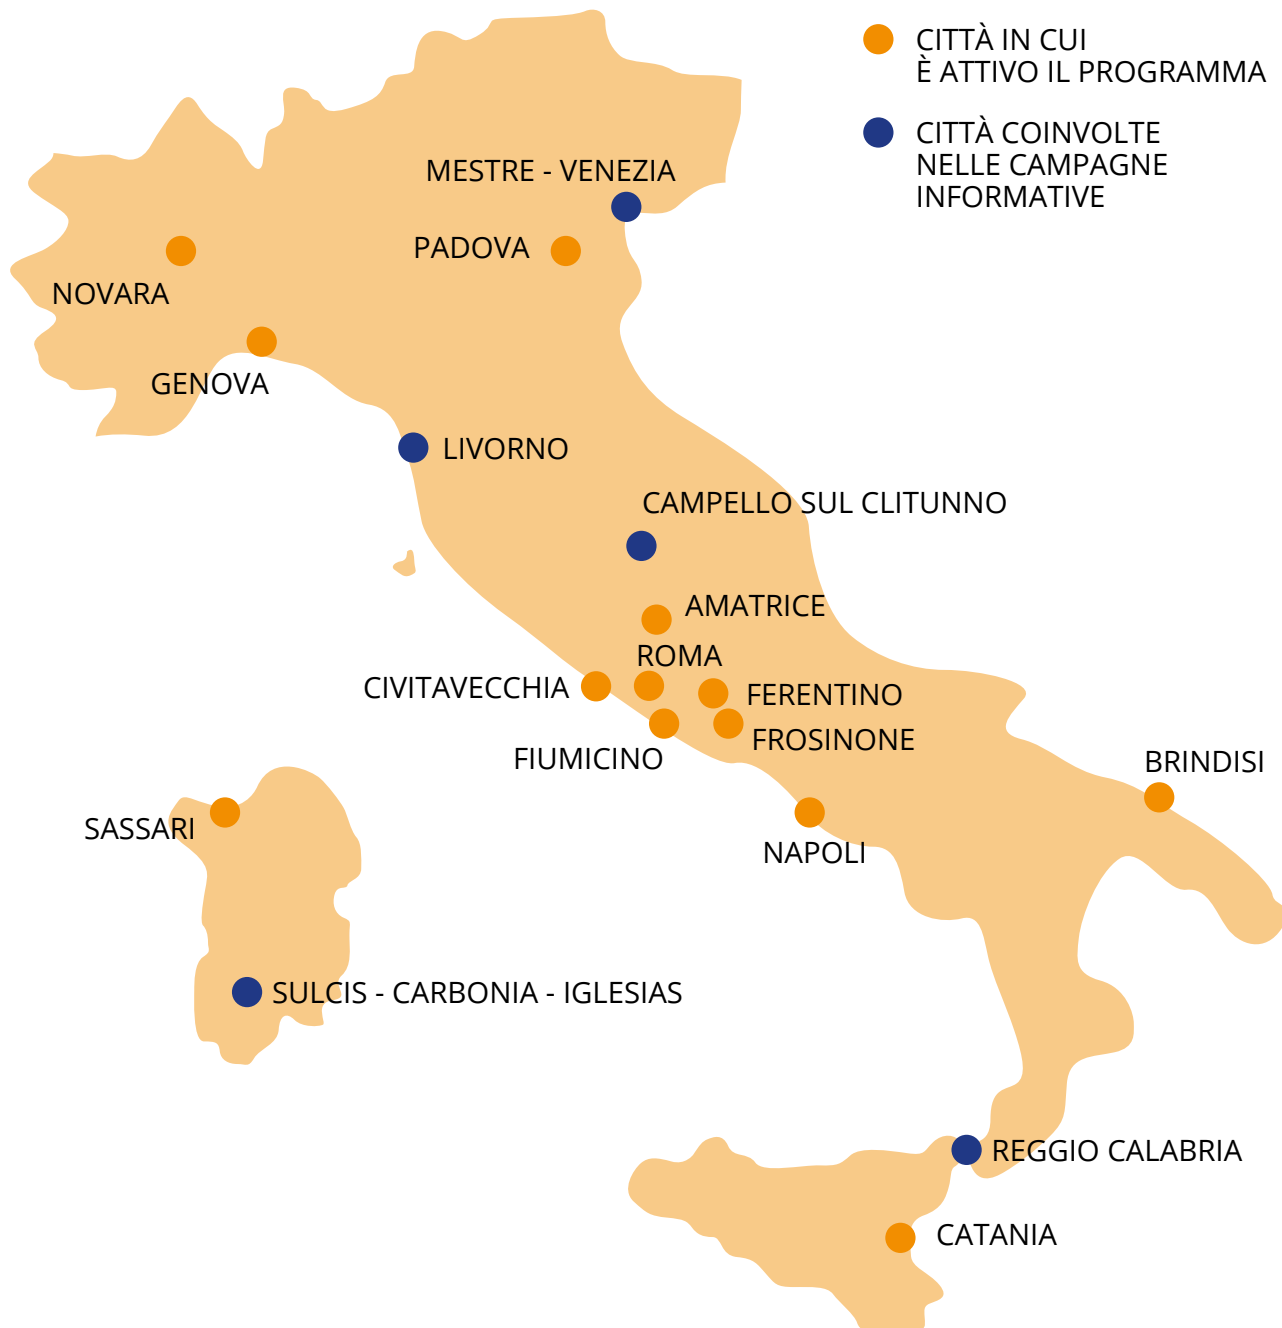 CITTÀ IN CUI
È ATTIVO IL PROGRAMMA
CITTÀ COINVOLTE
NELLE CAMPAGNE
INFORMATIVE
MESTRE - VENEZIA
PADOVA
NOVARA
GENOVA
LIVORNO
CAMPELLO SUL CLITUNNO
AMATRICE
ROMA
CIVITAVECCHIA
FERENTINO
FROSINONE
FIUMICINO
BRINDISI
SASSARI
NAPOLI
SULCIS - CARBONIA - IGLESIAS
REGGIO CALABRIA
CATANIA